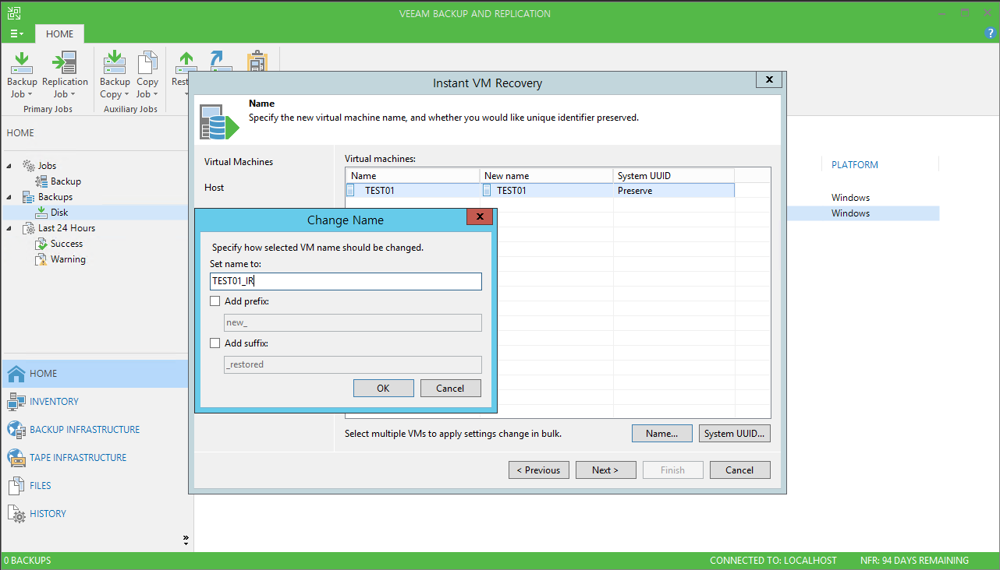 VEEAM BACKUP AND REPLICATION
HOME
Backup Job
Replication Job
Backup Copy
Copy Job
Rest
Primary Jobs
Auxiliary Jobs
HOME
Jobs
Backup
Backups
Disk
Last 24 Hours
Success
Warning
HOME
INVENTORY
BACKUP INFRASTRUCTURE
TAPE INFRASTRUCTURE
FILES
HISTORY
Instant VM Recovery
X
Name
Specify the new virtual machine name, and whether you would like unique identifier preserved.
Virtual Machines
Host
Virtual machines:
Name New name System UUID
TEST01 TEST01 Preserve
Change Name
X
Specify how selected VM name should be changed.
Set name to:
TEST01_IR
Add prefix:
new_
Add suffix:
_restored
OK Cancel
Select multiple VMs to apply settings change in bulk.
Name... System UUID...
< Previous Next > Finish Cancel
PLATFORM
Windows
Windows
0 BACKUPS
CONNECTED TO: LOCALHOST NFR: 94 DAYS REMAINING